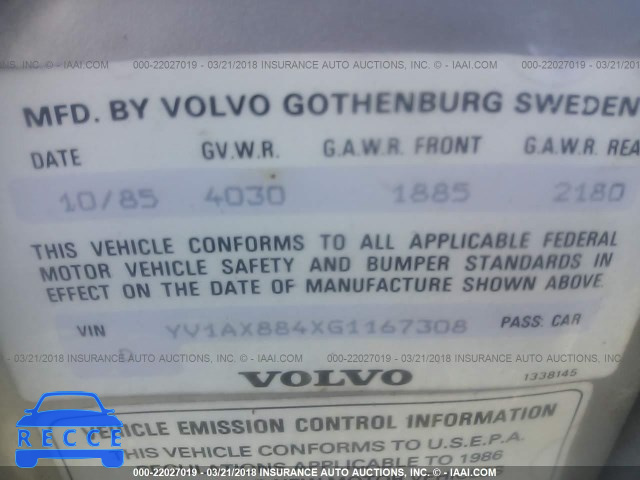 000-22027019 - 03/21/2018 INSURANCE AUTO AUCTIONS, INC. (C) - IAAI.COM
MFD. BY VOLVO GOTHENBURG SWEDEN
DATE GV.W.R. G.A.W.R. FRONT G.A.W.R. REA
10/85 4030 1885 2180
THIS VEHICLE CONFORMS TO ALL APPLICABLE FEDERAL
MOTOR VEHICLE SAFETY AND BUMPER STANDARDS IN
EFFECT ON THE DATE OF MANUFACTURE SHOWN ABOVE.
VIN YV1AX884XG1167308 PASS. CAR
D
000-22027019 - 03/21/2018 INSURANCE AUTO AUCTIONS, INC. (C) - IAAI.COM
VOLVO 1338145
VEHICLE EMISSION CONTROL INFORMATION
THIS VEHICLE CONFORMS TO U.S.E.P.A.
APPLICABLE TO 1986
RECCE
000-22027019 - 03/21/2018 INSURANCE AUTO AUCTIONS, INC. (C) - IAAI.COM